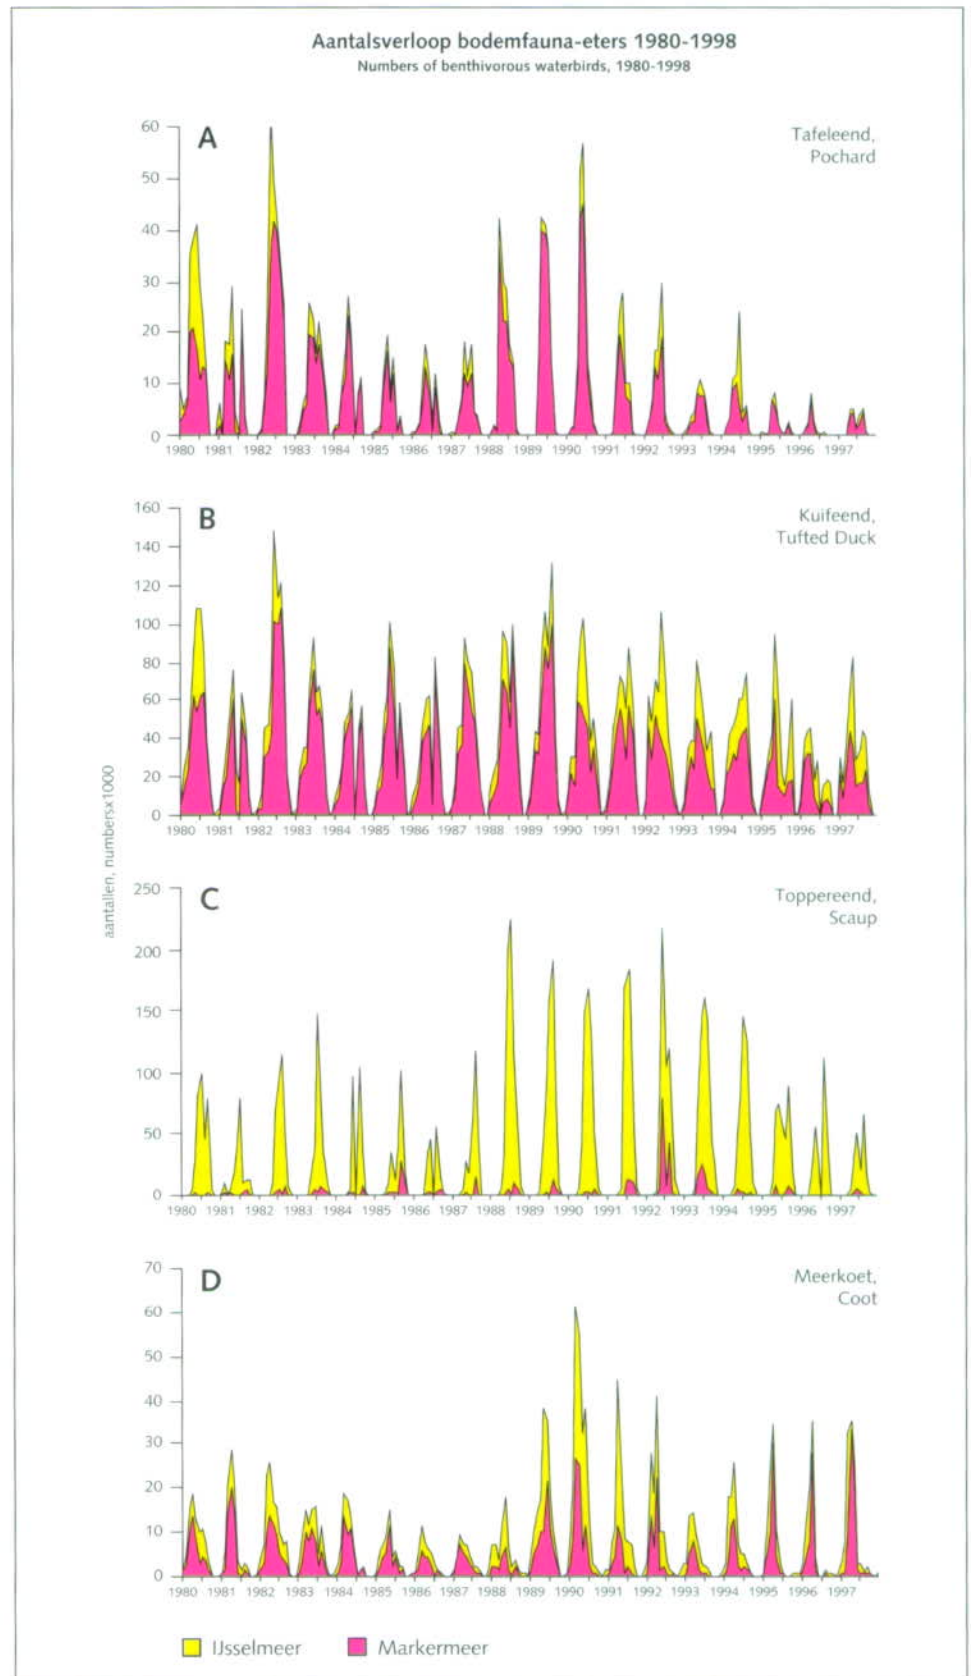 Aantalsverloop bodemfauna-eters 1980-1998
Numbers of benthivorous waterbirds, 1980-1998
A
Tafeleend,
Pochard
60
50
40
30
20
10
0
1980 1981 1982 1983 1984 1985 1986 1987 1988 1989 1990 1991 1992 1993 1994 1995 1996 1997
B
Kuifeend,
Tufted Duck
160
140
120
100
80
60
40
20
0
1980 1981 1982 1983 1984 1985 1986 1987 1988 1989 1990 1991 1992 1993 1994 1995 1996 1997
aantallen, numbersx1000
C
Toppereend,
Scaup
250
200
150
100
50
0
1980 1981 1982 1983 1984 1985 1986 1987 1988 1989 1990 1991 1992 1993 1994 1995 1996 1997
D
Meerkoet,
Coot
70
60
50
40
30
20
10
0
1980 1981 1982 1983 1984 1985 1986 1987 1988 1989 1990 1991 1992 1993 1994 1995 1996 1997
IJsselmeer Markermeer